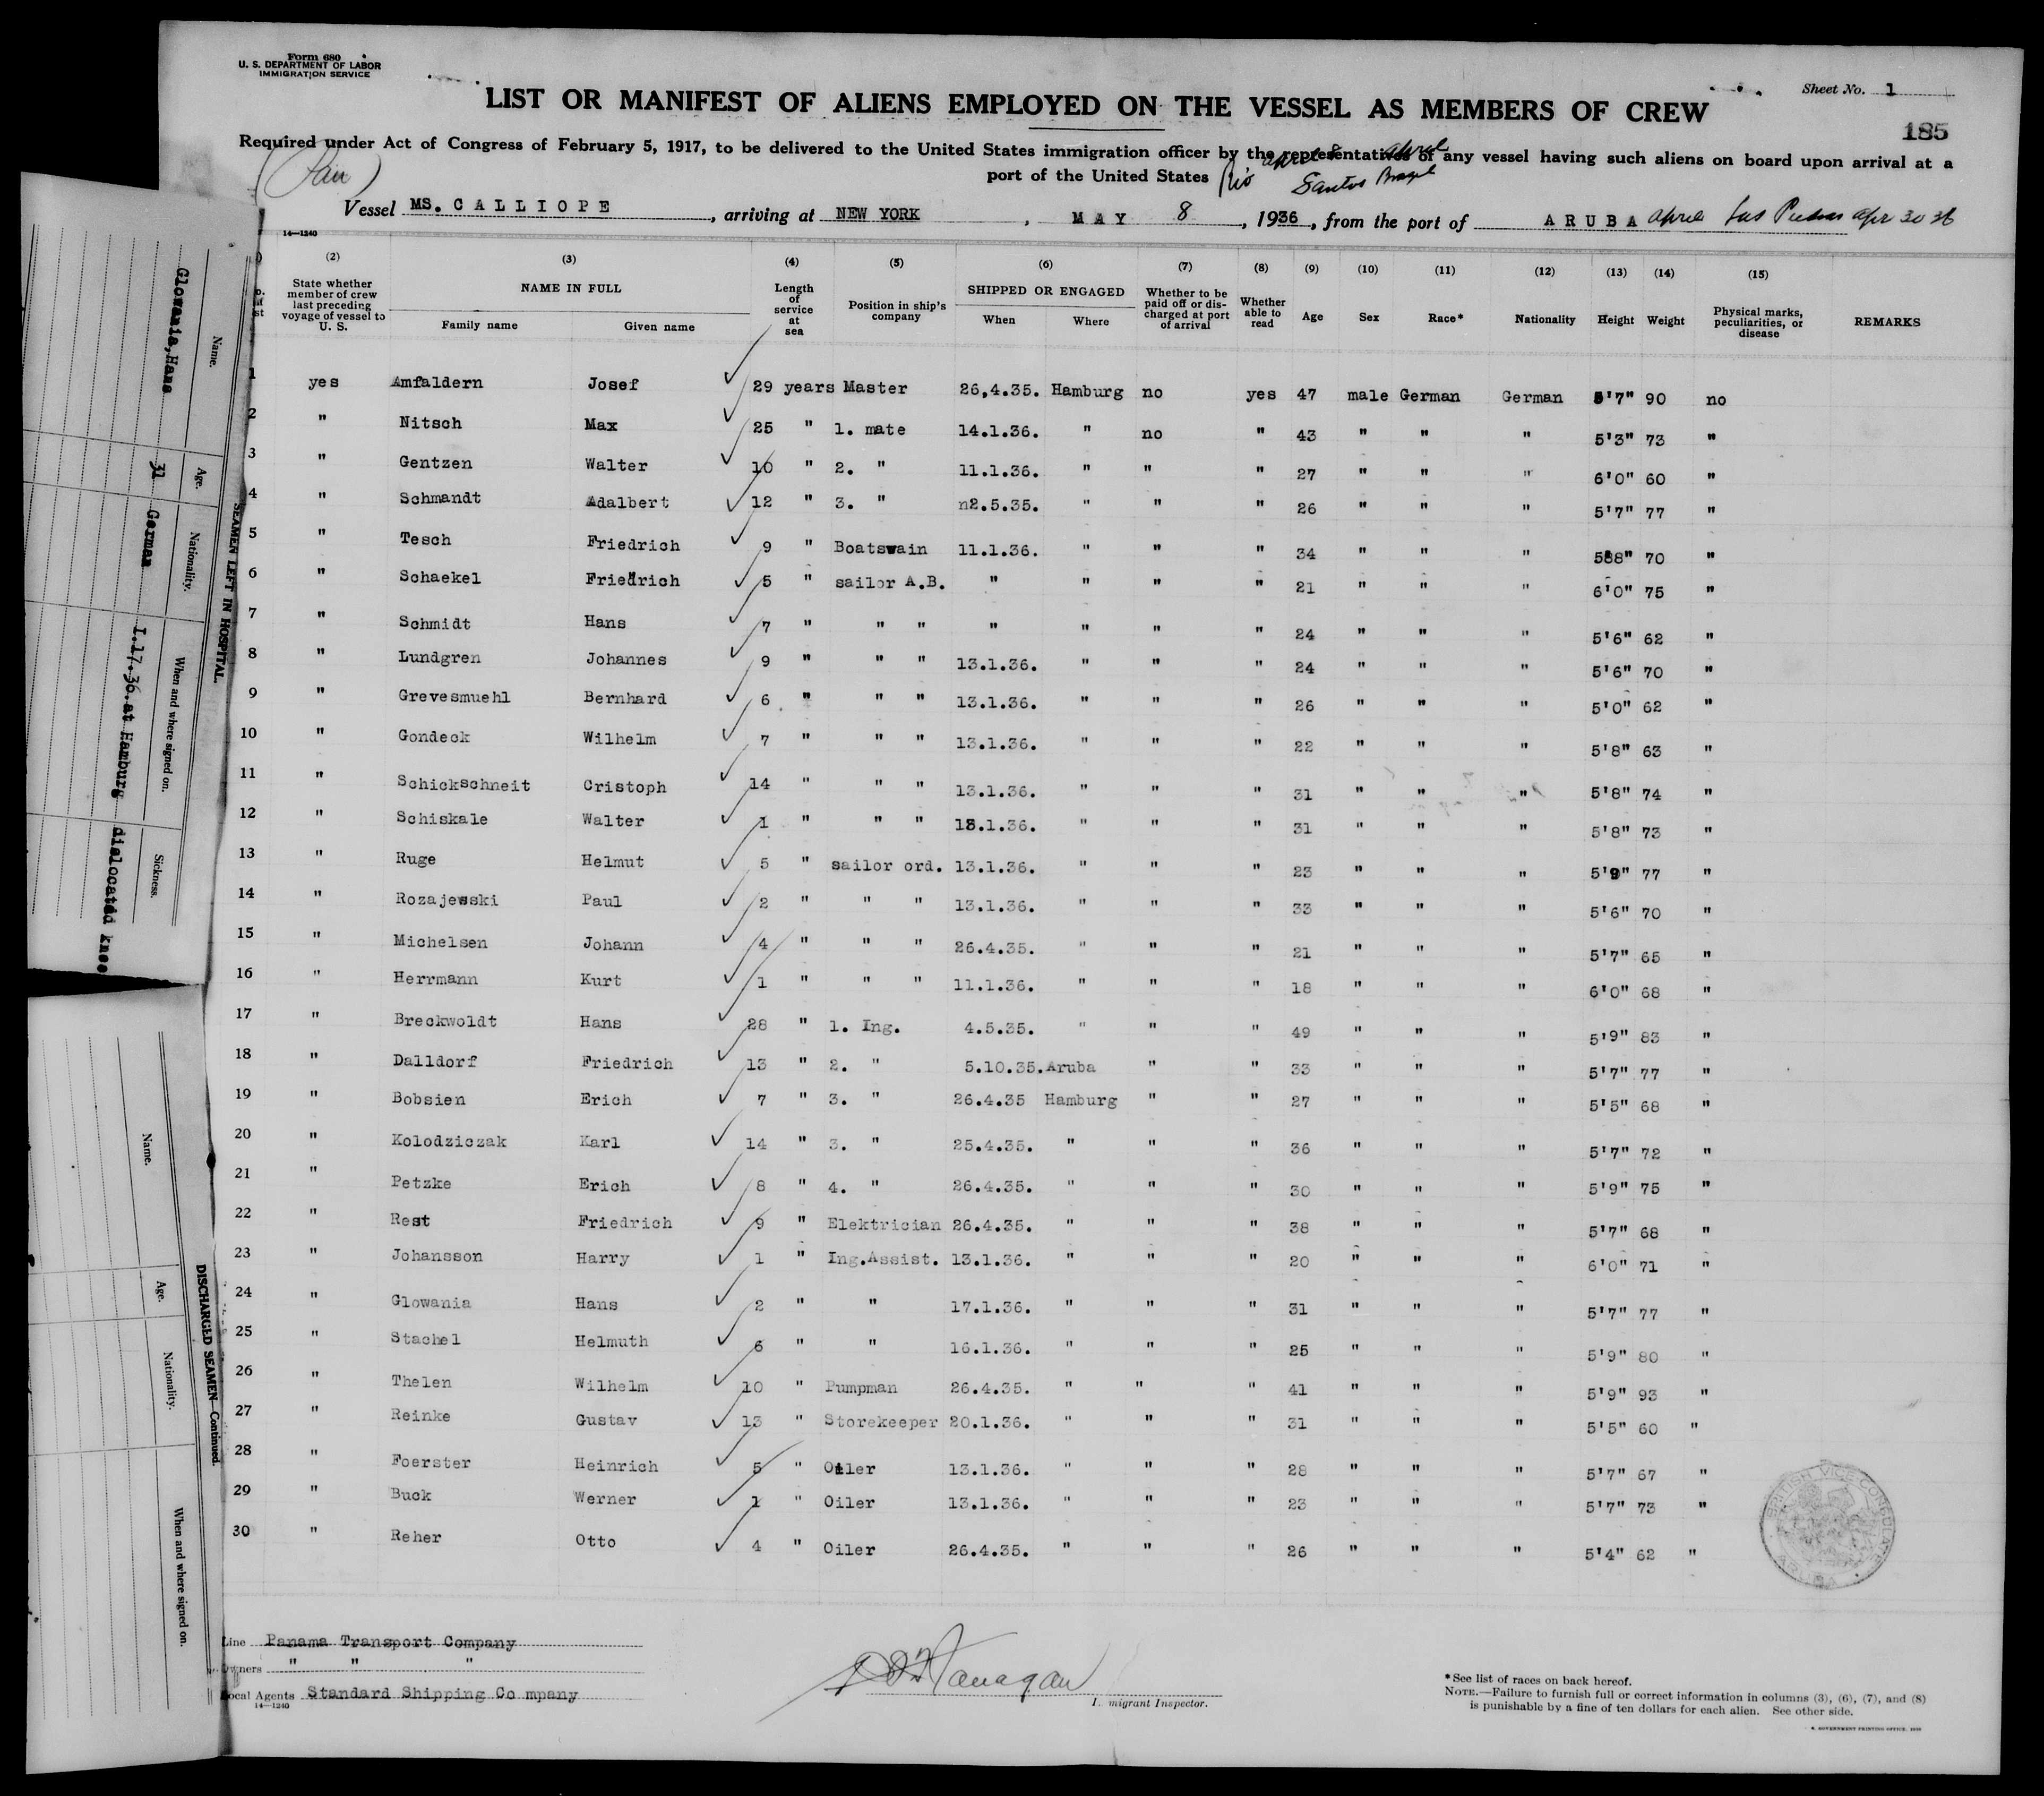 Form 680
U. S. DEPARTMENT OF LABOR
IMMIGRATION SERVICE
Sheet No. 1
LIST OR MANIFEST OF ALIENS EMPLOYED ON THE VESSEL AS MEMBERS OF CREW
185
Required under Act of Congress of February 5, 1917, to be delivered to the United States immigration officer by the representatives of any vessel having such aliens on board upon arrival at a
port of the United States Rio Santos Brazil
Vessel MS. CALLIOPE, arriving at NEW YORK, MAY 8, 1936, from the port of ARUBA
14—1240
(2) (3) (4) (5) (6) (7) (8) (9) (10) (11) (12) (13) (14) (15)
State whether member of crew last preceding voyage of vessel to U. S. NAME IN FULL Family name Given name Length of service at sea Position in ship's company SHIPPED OR ENGAGED When Where Whether to be paid off or discharged at port of arrival Whether able to read Age Sex Race* Nationality Height Weight Physical marks, peculiarities, or disease REMARKS
1 yes Amfaldern Josef 29 years Master 26,4.35. Hamburg no yes 47 male German German 5'7" 90 no
2 " Nitsch Max 25 " 1. mate 14.1.36. " no " 43 " " " 5'3" 73 "
3 " Gentzen Walter 10 " 2. " 11.1.36. " " " 27 " " " 6'0" 60 "
4 " Schmandt Adalbert 12 " 3. " n2.5.35. " " " 26 " " " 5'7" 77 "
5 " Tesch Friedrich 9 " Boatswain 11.1.36. " " " 34 " " " 588" 70 "
6 " Schaekel Friedrich 5 " sailor A.B. " " " " 21 " " " 6'0" 75 "
7 " Schmidt Hans 7 " " " " " " " 24 " " " 5'6" 62 "
8 " Lundgren Johannes 9 " " " 13.1.36. " " " 24 " " " 5'6" 70 "
9 " Grevesmuehl Bernhard 6 " " " 13.1.36. " " " 26 " " " 5'0" 62 "
10 " Gondeck Wilhelm 7 " " " 13.1.36. " " " 22 " " " 5'8" 63 "
11 " Schickschneit Cristoph 14 " " " 13.1.36. " " " 31 " " " 5'8" 74 "
12 " Schiskale Walter 1 " " " 13.1.36. " " " 31 " " " 5'8" 73 "
13 " Ruge Helmut 5 " sailor ord. 13.1.36. " " " 23 " " " 5'9" 77 "
14 " Rozajewski Paul 2 " " " 13.1.36. " " " 33 " " " 5'6" 70 "
15 " Michelsen Johann 4 " " " 26.4.35. " " " 21 " " " 5'7" 65 "
16 " Herrmann Kurt 1 " " " 11.1.36. " " " 18 " " " 6'0" 68 "
17 " Breckwoldt Hans 28 " 1. Ing. 4.5.35. " " " 49 " " " 5'9" 83 "
18 " Dalldorf Friedrich 13 " 2. " 5.10.35. Aruba " " 33 " " " 5'7" 77 "
19 " Bobsien Erich 7 " 3. " 26.4.35 Hamburg " " 27 " " " 5'5" 68 "
20 " Kolodziczak Karl 14 " 3. " 25.4.35. " " " 36 " " " 5'7" 72 "
21 " Petzke Erich 8 " 4. " 26.4.35. " " " 30 " " " 5'9" 75 "
22 " Rest Friedrich 9 " Elektrician 26.4.35. " " " 38 " " " 5'7" 68 "
23 " Johansson Harry 1 " Ing.Assist. 13.1.36. " " " 20 " " " 6'0" 71 "
24 " Glowania Hans 2 " " 17.1.36. " " " 31 " " " 5'7" 77 "
25 " Stachel Helmuth 6 " " 16.1.36. " " " 25 " " " 5'9" 80 "
26 " Thelen Wilhelm 10 " Pumpman 26.4.35. " " " 41 " " " 5'9" 93 "
27 " Reinke Gustav 13 " Storekeeper 20.1.36. " " " 31 " " " 5'5" 60 "
28 " Foerster Heinrich 5 " Oiler 13.1.36. " " " 28 " " " 5'7" 67 "
29 " Buck Werner 1 " Oiler 13.1.36. " " " 23 " " " 5'7" 73 "
30 " Reher Otto 4 " Oiler 26.4.35. " " " 26 " " " 5'4" 62 "
BRITISH VICE-CONSULATE ARUBA
Line Panama Transport Company
Owners " " "
Local Agents Standard Shipping Company
14—1240
Immigrant Inspector.
*See list of races on back hereof.
NOTE.—Failure to furnish full or correct information in columns (3), (6), (7), and (8)
is punishable by a fine of ten dollars for each alien. See other side.
SEAMEN LEFT IN HOSPITAL.
Name. Age. Nationality. When and where signed on. Sickness.
Glowania, Hans 31 German I.17.36. at Hamburg dislocated knee
DISCHARGED SEAMEN—Continued.
Name. Age. Nationality. When and where signed on.